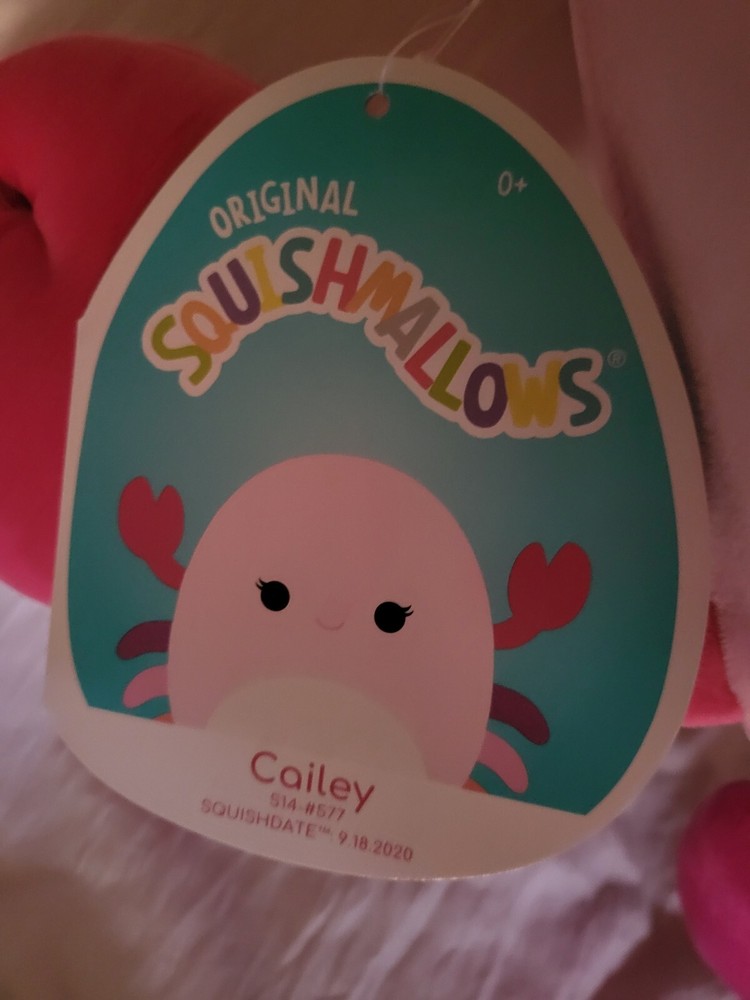 0+
ORIGINAL
SQUISHMALLOWS®
Cailey
S14-#577
SQUISHDATE™: 9.18.2020